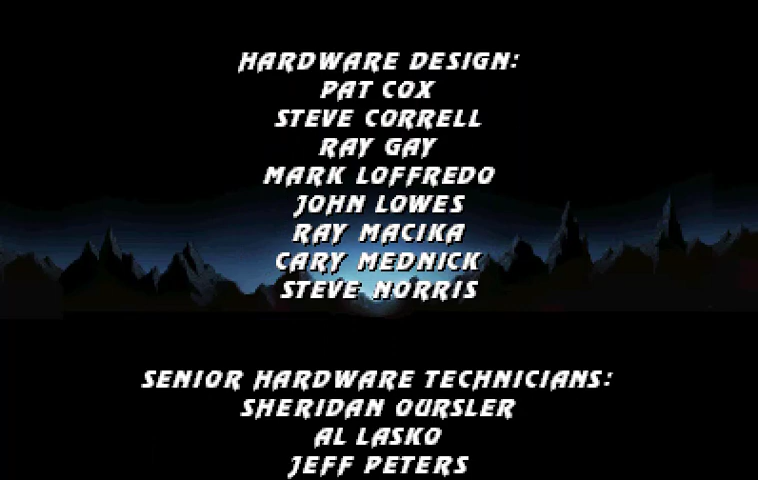 HARDWARE DESIGN:
PAT COX
STEVE CORRELL
RAY GAY
MARK LOFFREDO
JOHN LOWES
RAY MACIKA
CARY MEDNICK
STEVE NORRIS
SENIOR HARDWARE TECHNICIANS:
SHERIDAN OURSLER
AL LASKO
JEFF PETERS